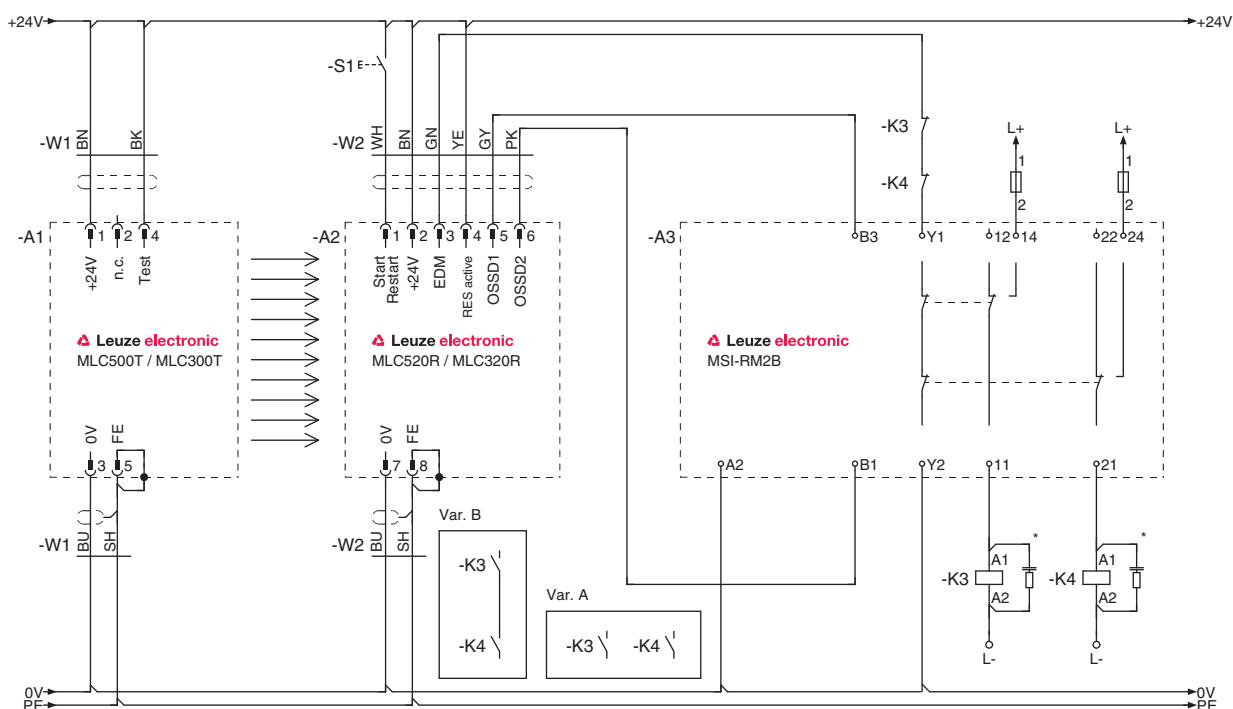 +24V
+24V
-S1
-W1
BN
BK
-W2
WH
BN
GN
YE
GY
PK
-K3
-K4
L+
1
2
L+
1
2
-A1
1
2
4
+24V
n.c.
Test
-A2
1
2
3
4
5
6
Start
Restart
+24V
EDM
RES active
OSSD1
OSSD2
-A3
B3
Y1
12
14
22
24
Leuze electronic
MLC500T / MLC300T
Leuze electronic
MLC520R / MLC320R
Leuze electronic
MSI-RM2B
0V
FE
3
5
0V
FE
7
8
A2
B1
Y2
11
21
-W1
BU
SH
-W2
BU
SH
Var. B
-K3
-K4
Var. A
-K3
-K4
-K3
A1
A2
*
L-
-K4
A1
A2
*
L-
0V
0V
PE
PE